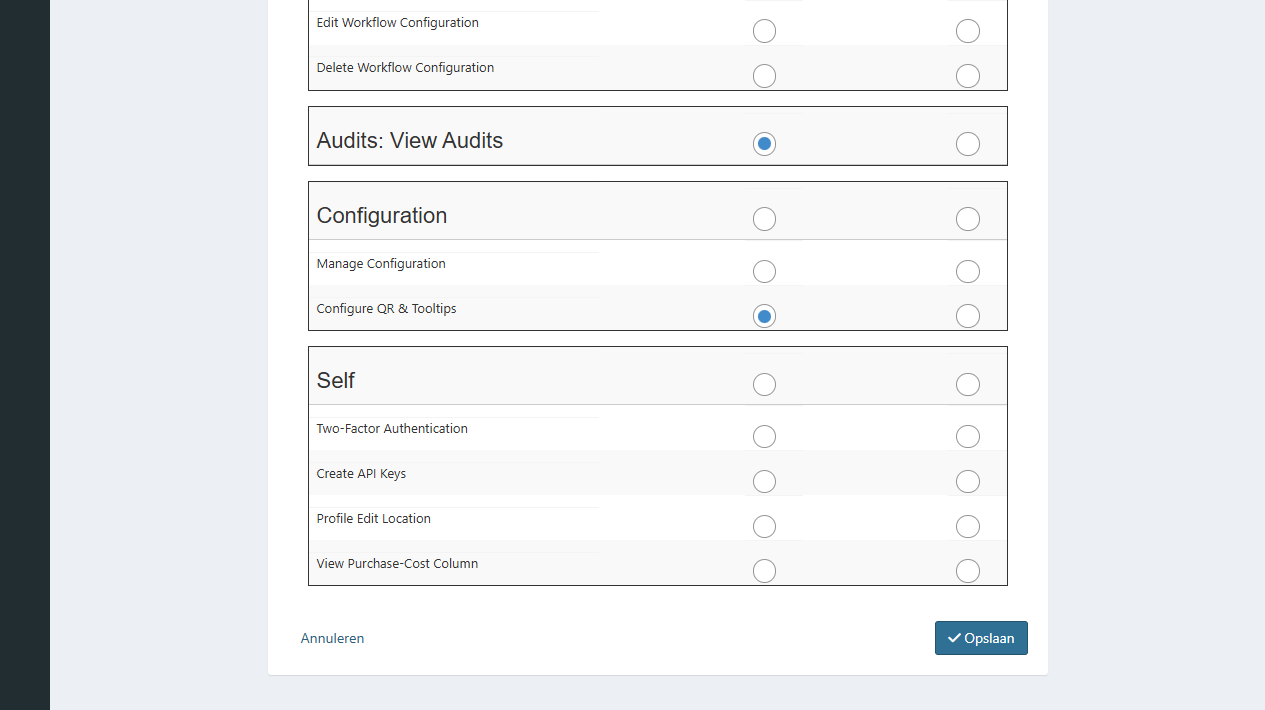 Edit Workflow Configuration
Delete Workflow Configuration
Audits: View Audits
Configuration
Manage Configuration
Configure QR & Tooltips
Self
Two-Factor Authentication
Create API Keys
Profile Edit Location
View Purchase-Cost Column
Annuleren
Opslaan